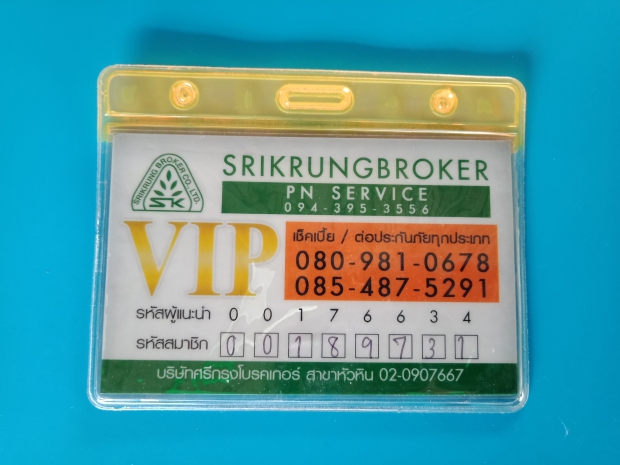 SRIKRUNG BROKER CO.,LTD.
SK
SRIKRUNGBROKER
PN SERVICE
094-395-3556
VIP
เช็คเบี้ย / ต่อประกันภัยทุกประเภท
080-981-0678
085-487-5291
รหัสผู้แนะนำ 0 0 1 7 6 6 3 4
รหัสสมาชิก 0 0 1 8 9 7 3 1
บริษัทศรีกรุงโบรคเกอร์ สาขาหัวหิน 02-0907667